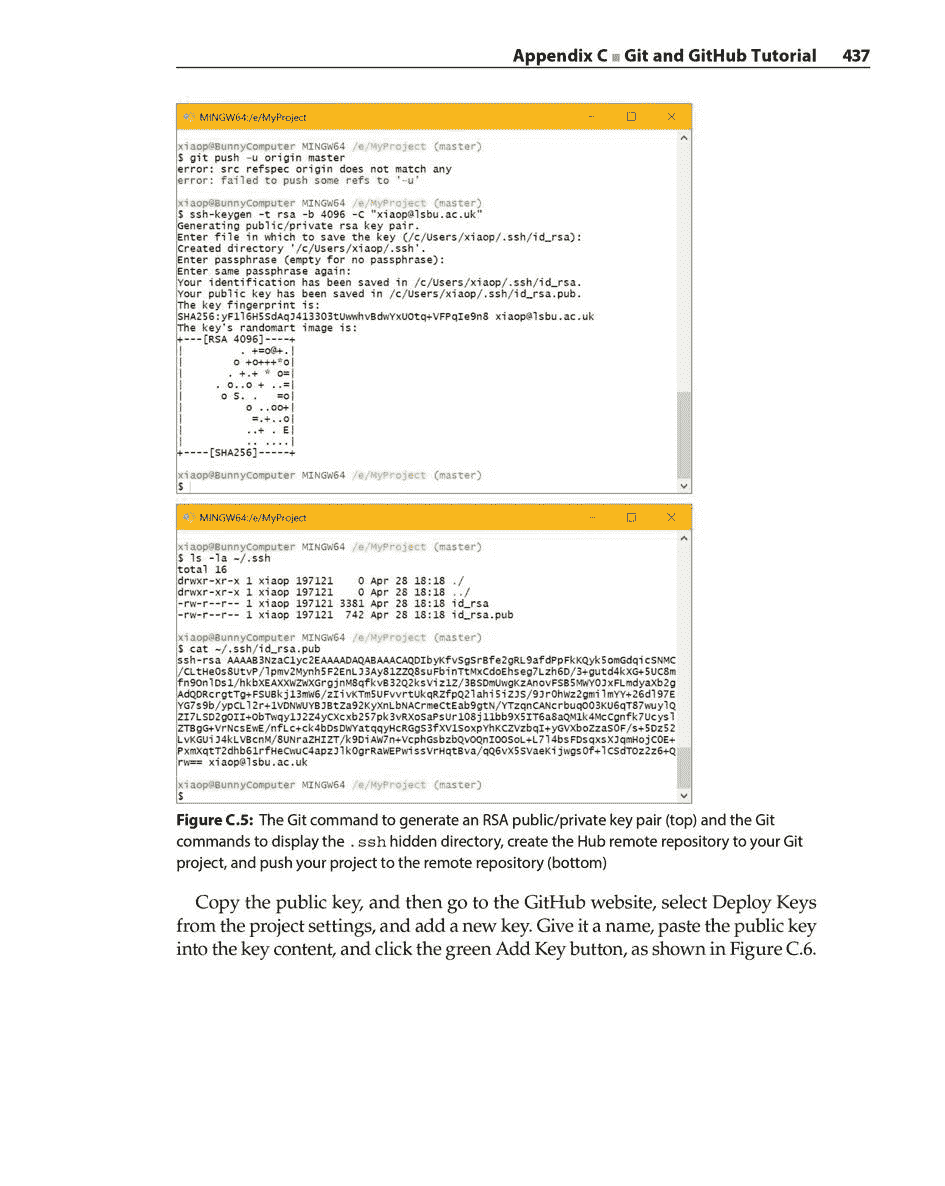 Appendix C ■ Git and GitHub Tutorial 437
MINGW64:/e/MyProject
xiaop@BunnyComputer MINGW64 /e/MyProject (master)
$ git push -u origin master
error: src refspec origin does not match any
error: failed to push some refs to '-u'
xiaop@BunnyComputer MINGW64 /e/MyProject (master)
$ ssh-keygen -t rsa -b 4096 -C "xiaop@lsbu.ac.uk"
Generating public/private rsa key pair.
Enter file in which to save the key (/c/Users/xiaop/.ssh/id_rsa):
Created directory '/c/Users/xiaop/.ssh'.
Enter passphrase (empty for no passphrase):
Enter same passphrase again:
Your identification has been saved in /c/Users/xiaop/.ssh/id_rsa.
Your public key has been saved in /c/Users/xiaop/.ssh/id_rsa.pub.
The key fingerprint is:
xiaop@lsbu.ac.uk
The key's randomart image is:
+---[RSA 4096]----+
|        . +=o@+.|
|       o +o+++*o|
|      . +.+ * o=|
|     . o..o + ..=|
|      o S. .   =o|
|         o ..oo+|
|          =.+..o|
|         ..+ . E|
|         .. ....|
+----[SHA256]-----+
xiaop@BunnyComputer MINGW64 /e/MyProject (master)
$
MINGW64:/e/MyProject
xiaop@BunnyComputer MINGW64 /e/MyProject (master)
$ ls -la ~/.ssh
total 16
drwxr-xr-x 1 xiaop 197121    0 Apr 28 18:18 ./
drwxr-xr-x 1 xiaop 197121    0 Apr 28 18:18 ../
-rw-r--r-- 1 xiaop 197121 3381 Apr 28 18:18 id_rsa
-rw-r--r-- 1 xiaop 197121  742 Apr 28 18:18 id_rsa.pub
xiaop@BunnyComputer MINGW64 /e/MyProject (master)
$ cat ~/.ssh/id_rsa.pub
ssh-rsa
rw== xiaop@lsbu.ac.uk
xiaop@BunnyComputer MINGW64 /e/MyProject (master)
$
Figure C.5: The Git command to generate an RSA public/private key pair (top) and the Git
commands to display the .ssh hidden directory, create the Hub remote repository to your Git
project, and push your project to the remote repository (bottom)
Copy the public key, and then go to the GitHub website, select Deploy Keys
from the project settings, and add a new key. Give it a name, paste the public key
into the key content, and click the green Add Key button, as shown in Figure C.6.